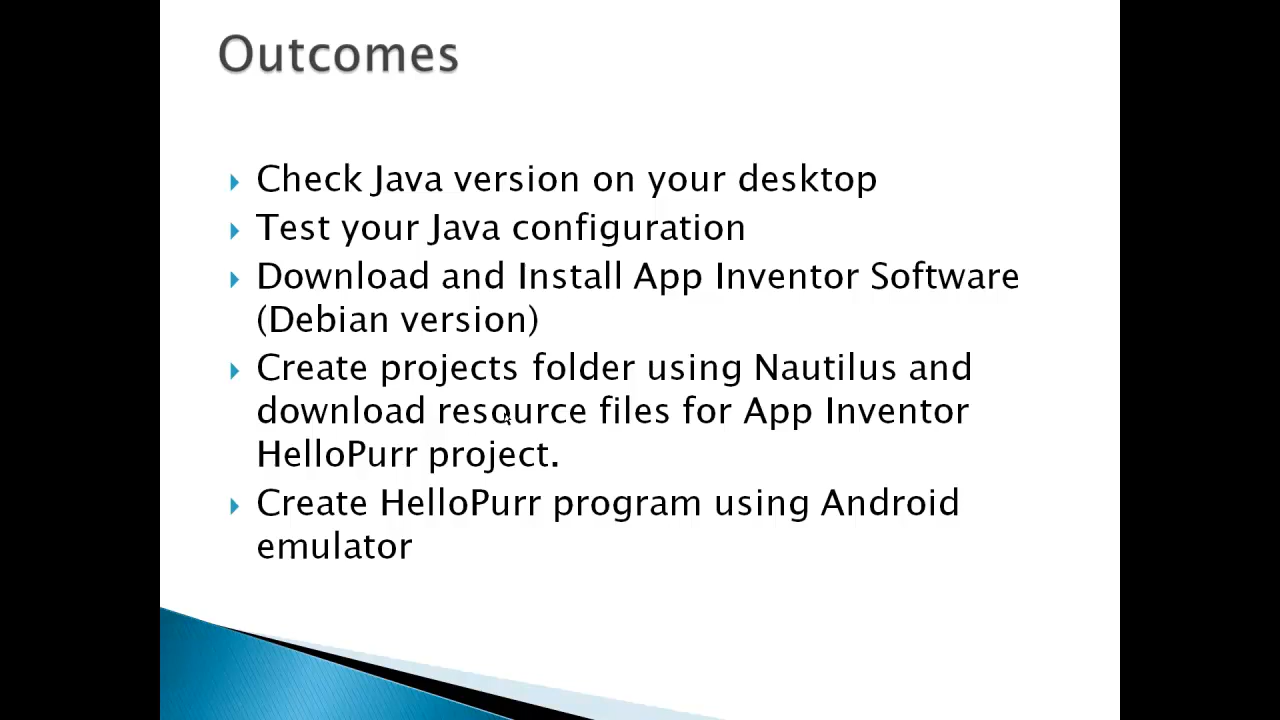 Outcomes
Check Java version on your desktop
Test your Java configuration
Download and Install App Inventor Software
(Debian version)
Create projects folder using Nautilus and
download resource files for App Inventor
HelloPurr project.
Create HelloPurr program using Android
emulator